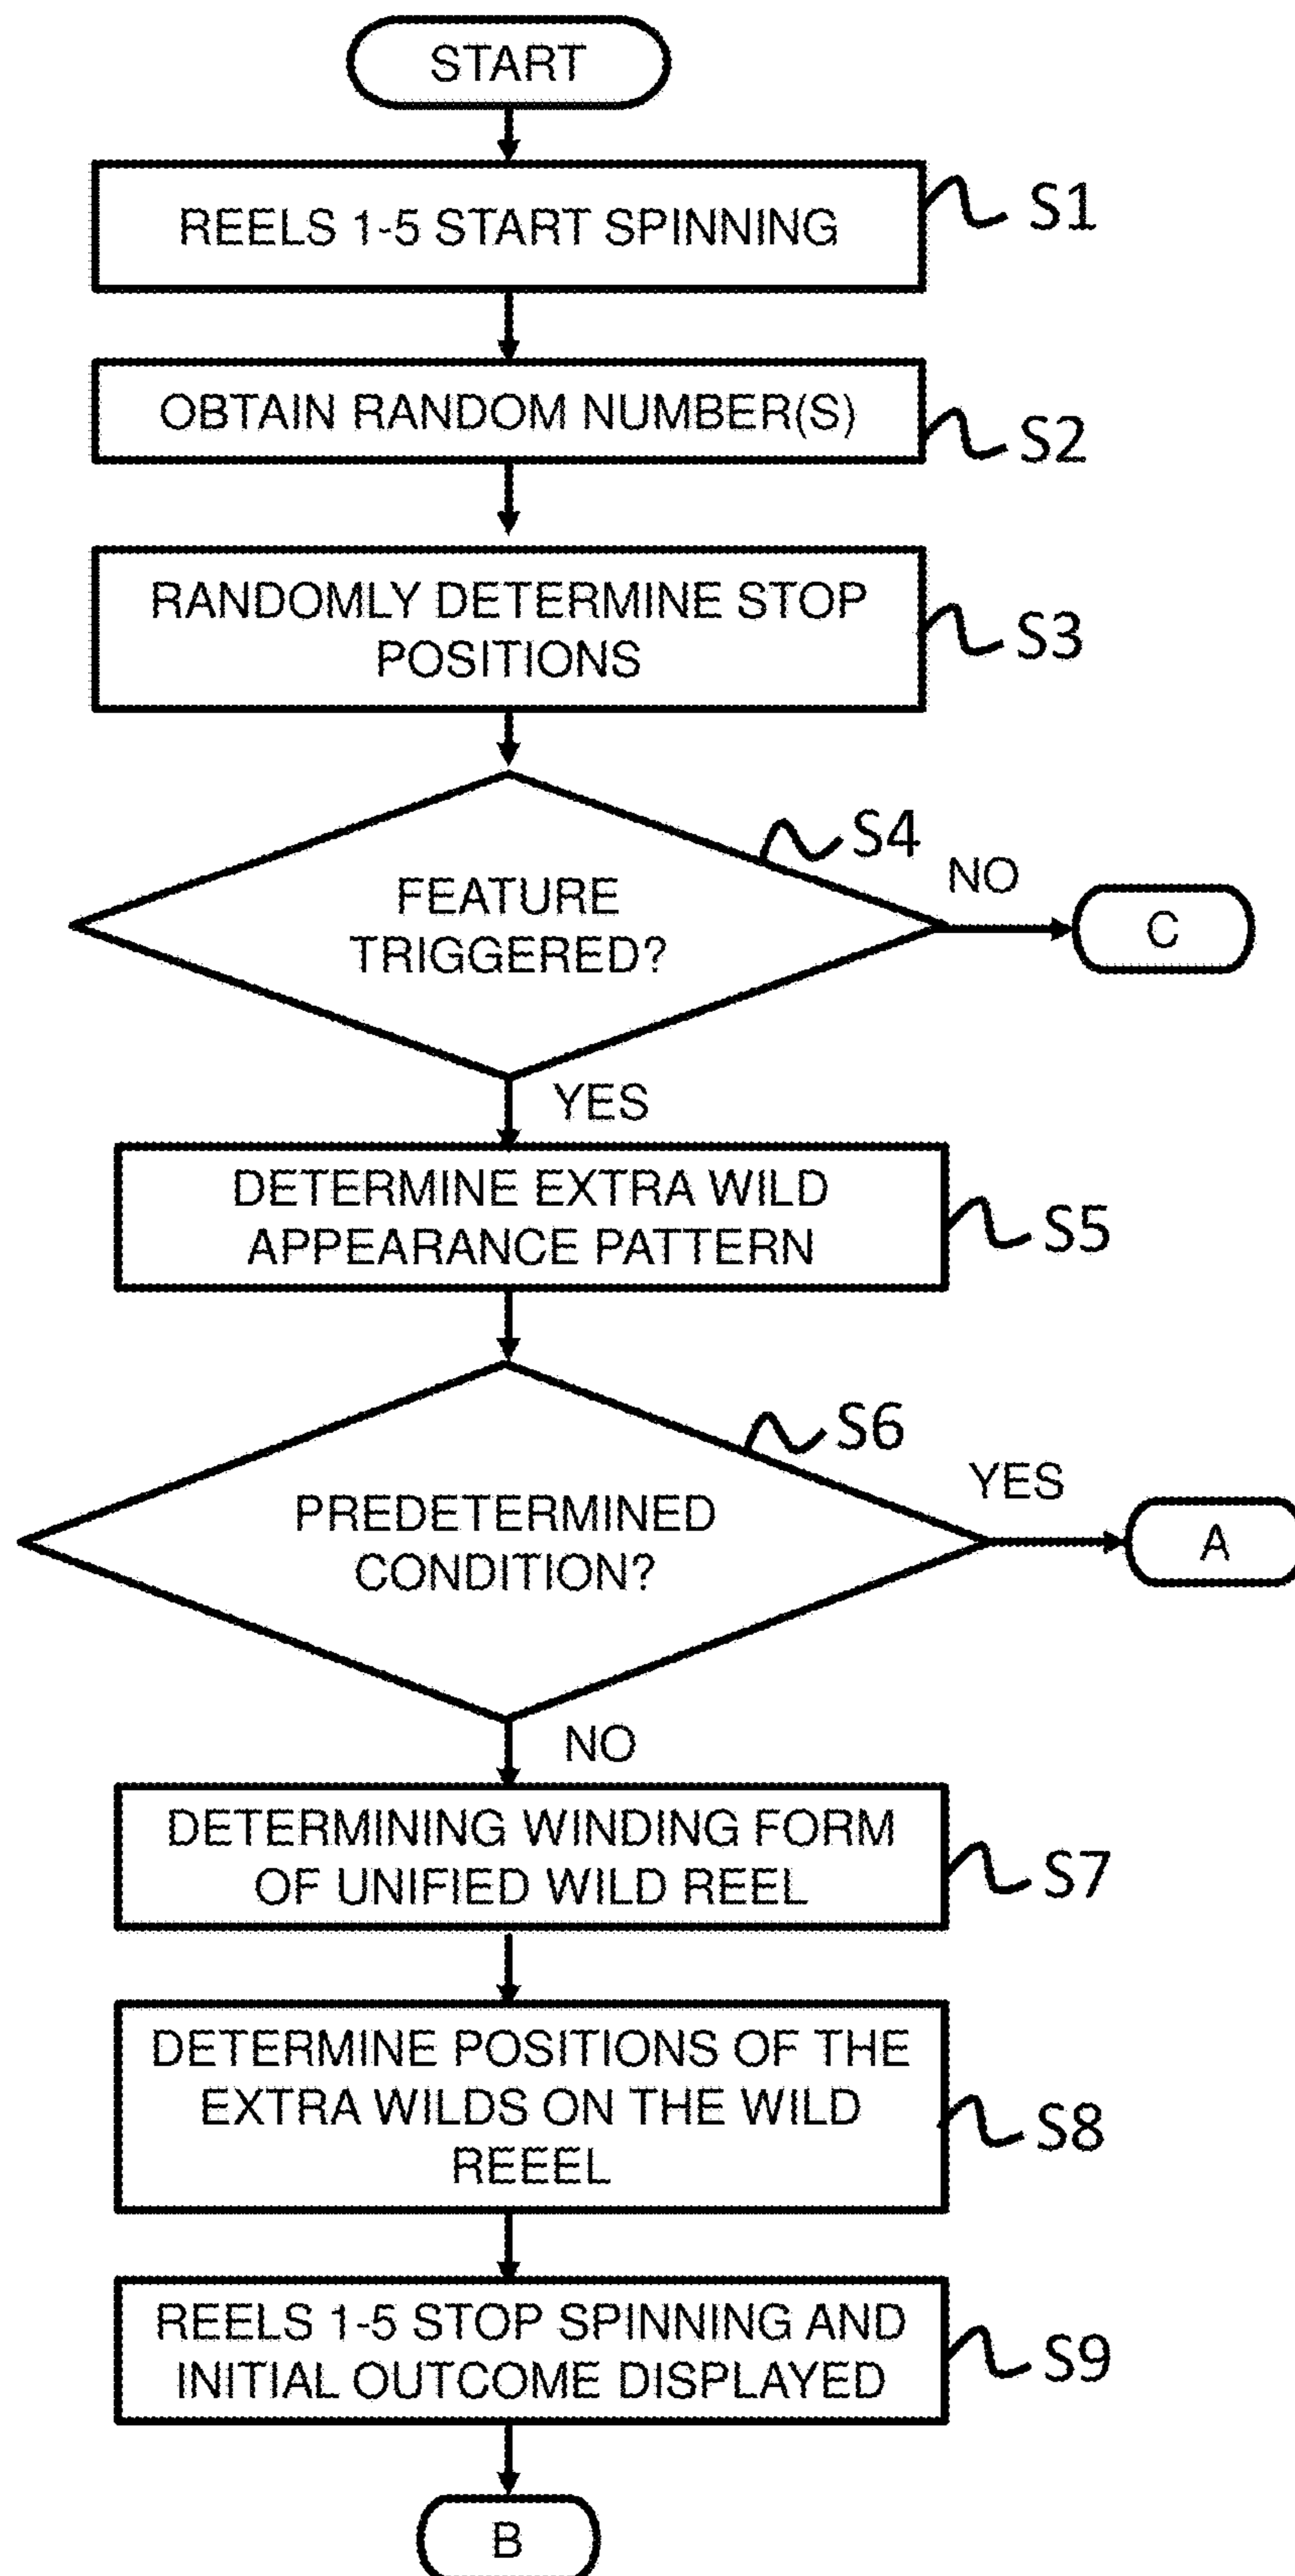 START
REELS 1-5 START SPINNING
S1
OBTAIN RANDOM NUMBER(S)
S2
RANDOMLY DETERMINE STOP
POSITIONS
S3
S4
FEATURE
TRIGGERED?
NO
C
YES
DETERMINE EXTRA WILD
APPEARANCE PATTERN
S5
S6
PREDETERMINED
CONDITION?
YES
A
NO
DETERMINING WINDING FORM
OF UNIFIED WILD REEL
S7
DETERMINE POSITIONS OF THE
EXTRA WILDS ON THE WILD
REEEL
S8
REELS 1-5 STOP SPINNING AND
INITIAL OUTCOME DISPLAYED
S9
B